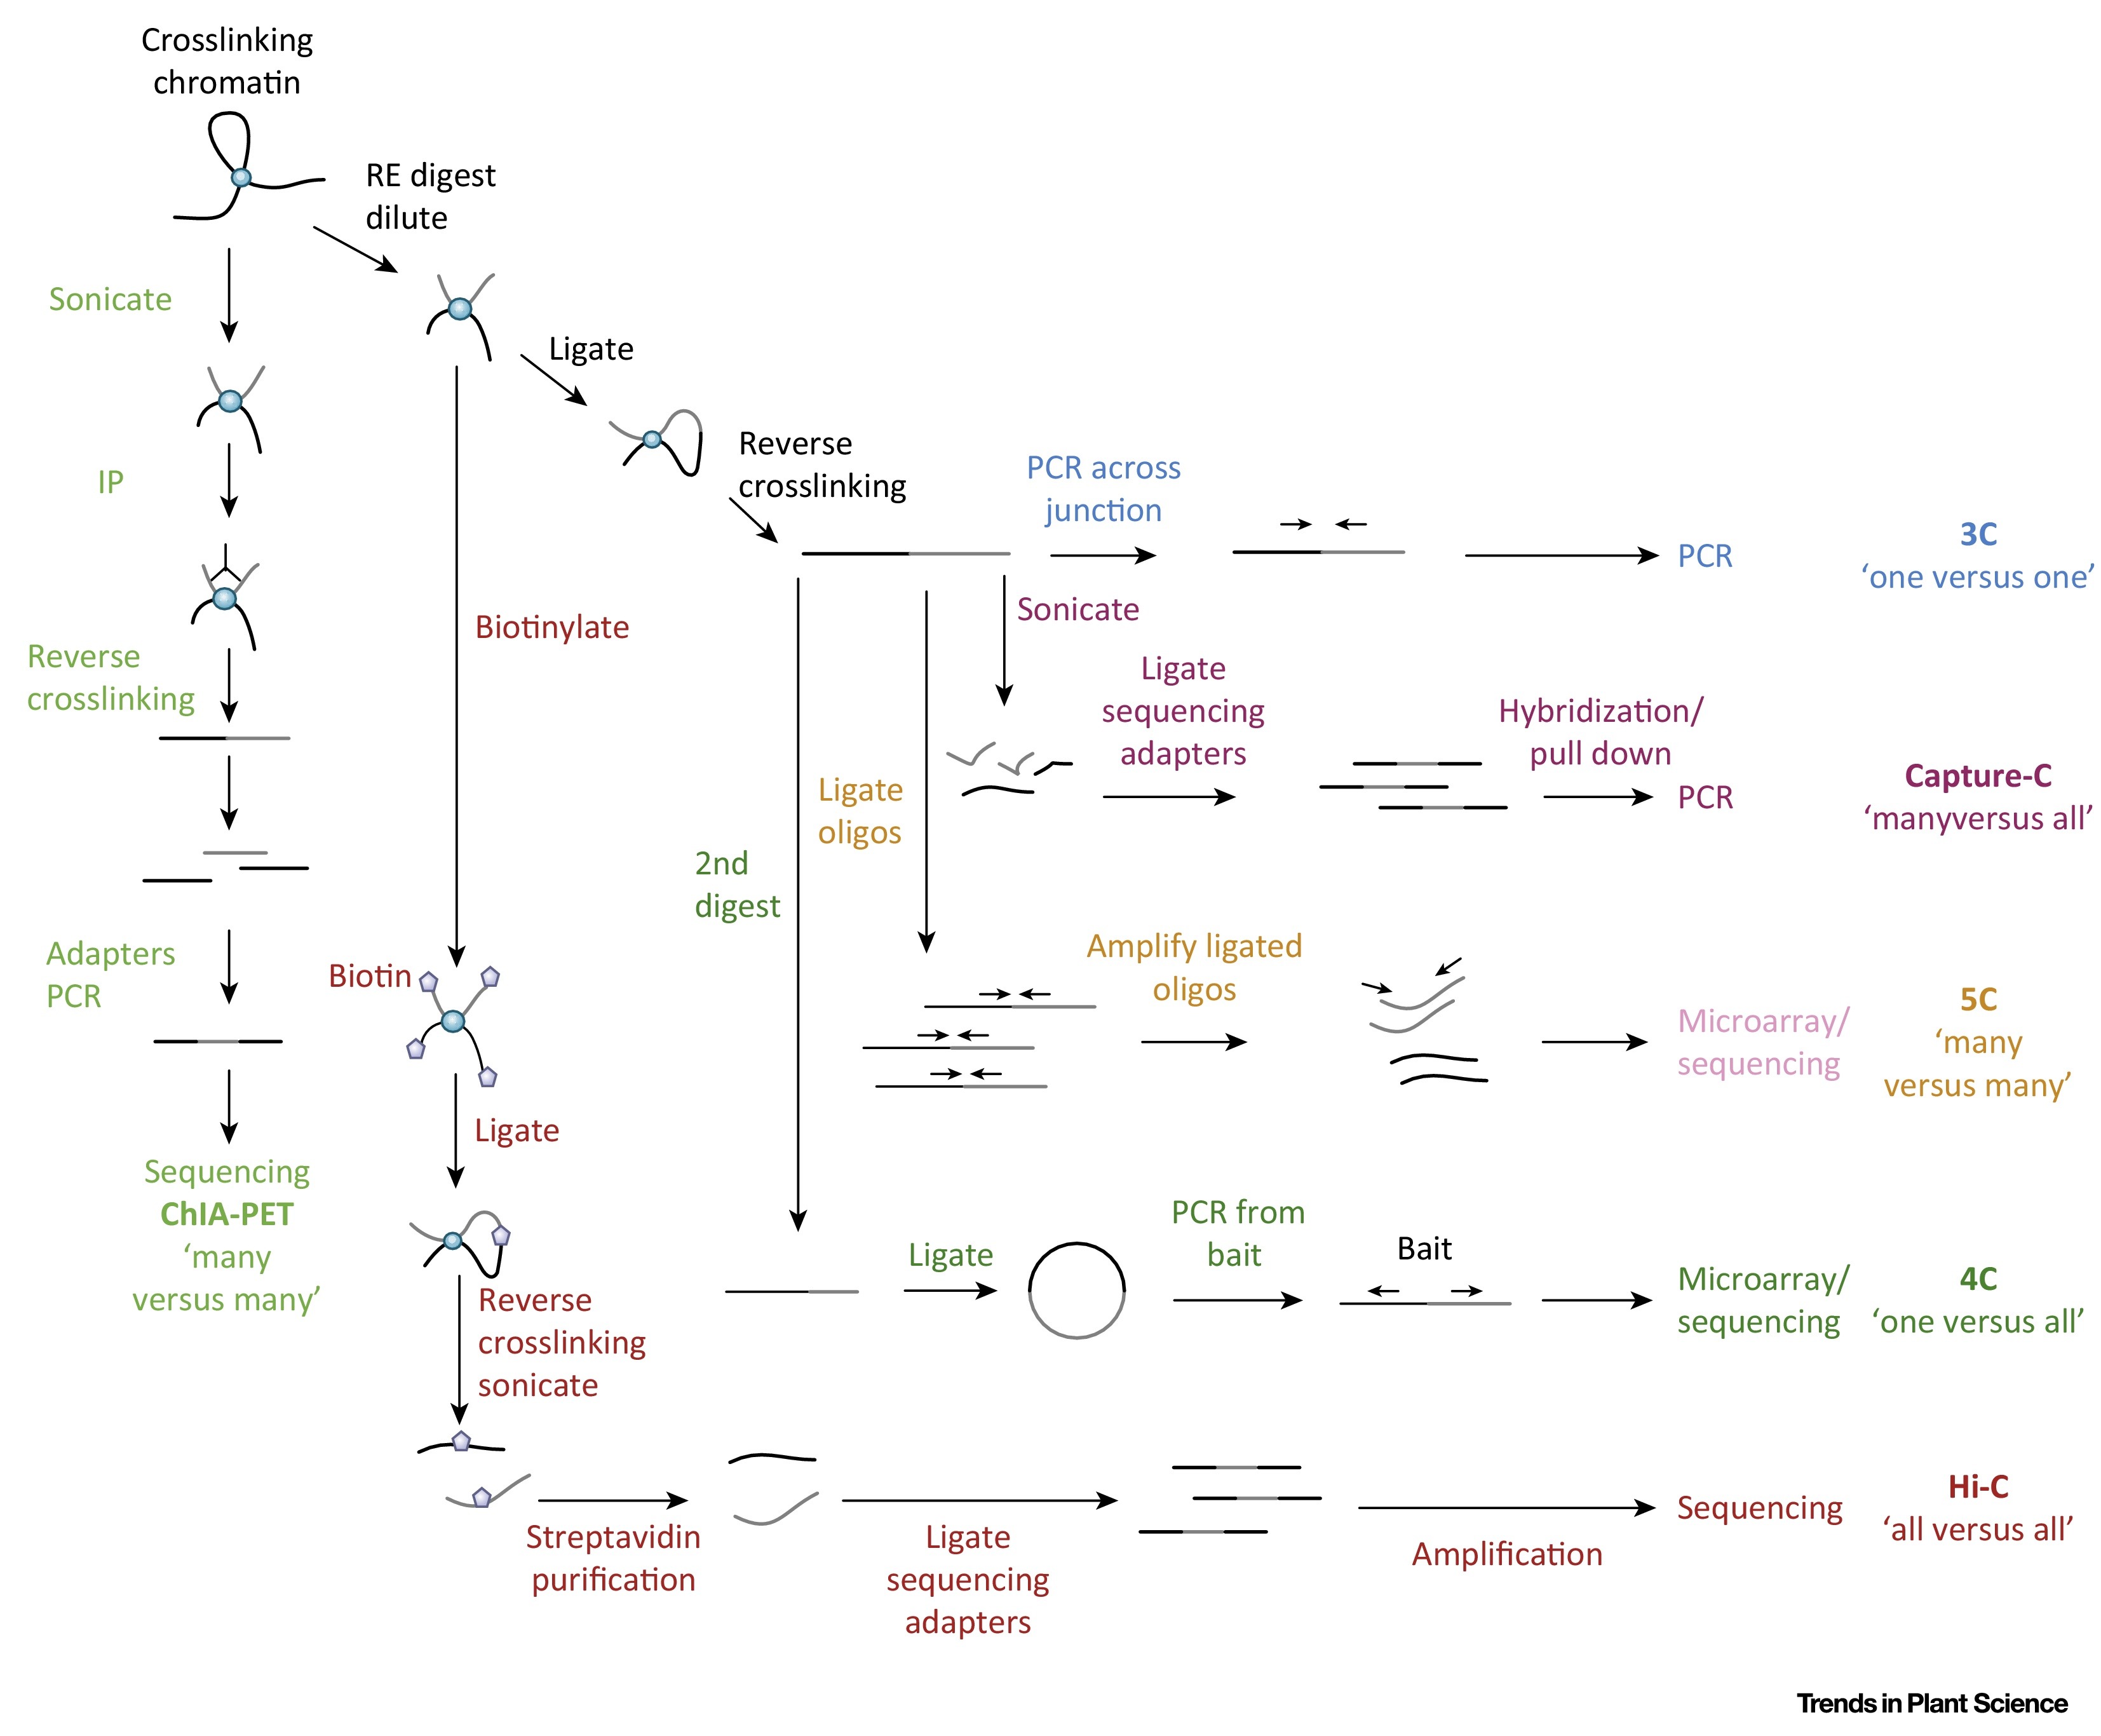 Crosslinking
chromatin
RE digest
dilute
Sonicate
Ligate
IP
Reverse
crosslinking
PCR across
junction
PCR
3C
‘one versus one’
Sonicate
Biotinylate
Reverse
crosslinking
Ligate
sequencing
adapters
Hybridization/
pull down
PCR
Capture-C
‘manyversus all’
Ligate
oligos
2nd
digest
Adapters
PCR
Biotin
Amplify ligated
oligos
Microarray/
sequencing
5C
‘many
versus many’
Ligate
Sequencing
ChIA-PET
‘many
versus many’
Ligate
PCR from
bait
Bait
Microarray/
sequencing
4C
‘one versus all’
Reverse
crosslinking
sonicate
Streptavidin
purification
Ligate
sequencing
adapters
Amplification
Sequencing
Hi-C
‘all versus all’
Trends in Plant Science